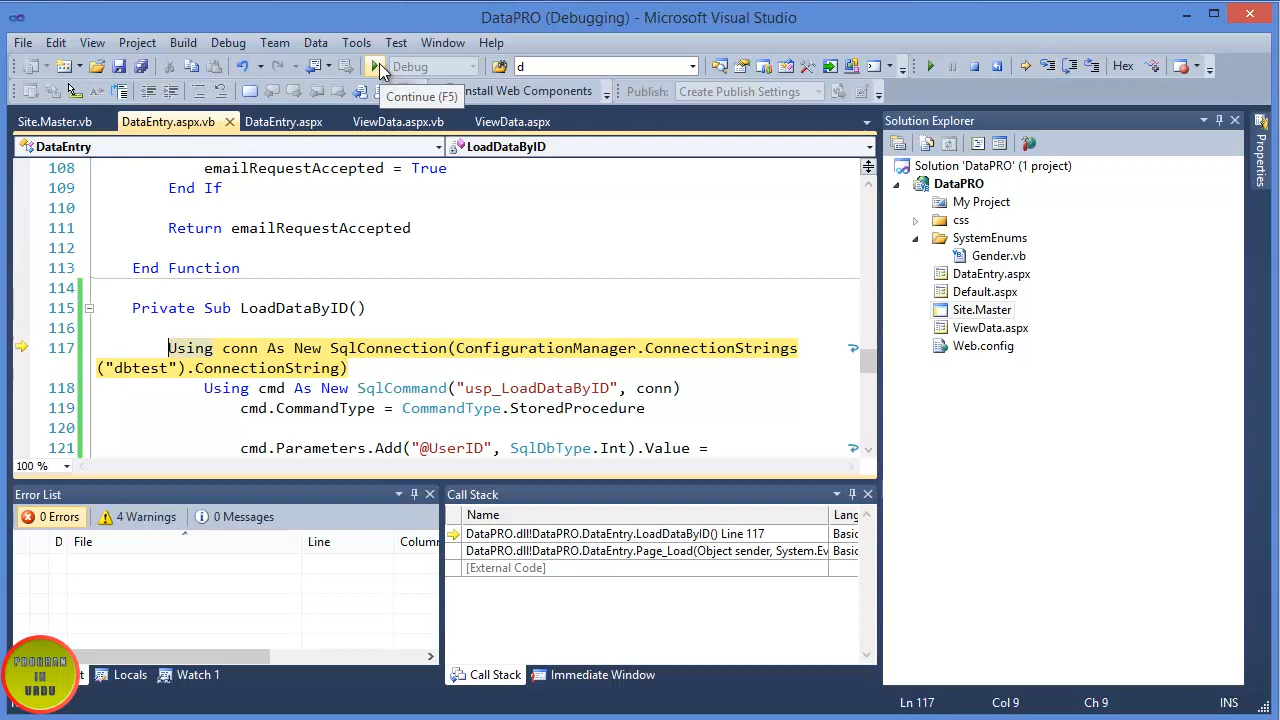 DataPRO (Debugging) - Microsoft Visual Studio
File Edit View Project Build Debug Team Data Tools Test Window Help
Debug d Hex
Continue (F5) nstall Web Components Publish: Create Publish Settings
Site.Master.vb DataEntry.aspx.vb DataEntry.aspx ViewData.aspx.vb ViewData.aspx
DataEntry LoadDataByID
108 emailRequestAccepted = True
109 End If
110
111 Return emailRequestAccepted
112
113 End Function
114
115 Private Sub LoadDataByID()
116
117 Using conn As New SqlConnection(ConfigurationManager.ConnectionStrings
("dbtest").ConnectionString)
118 Using cmd As New SqlCommand("usp_LoadDataByID", conn)
119 cmd.CommandType = CommandType.StoredProcedure
120
121 cmd.Parameters.Add("@UserID", SqlDbType.Int).Value =
100 %
Solution Explorer
Solution 'DataPRO' (1 project)
DataPRO
My Project
css
SystemEnums
Gender.vb
DataEntry.aspx
Default.aspx
Site.Master
ViewData.aspx
Web.config
Properties
Error List
0 Errors 4 Warnings 0 Messages
D File Line Column
Call Stack
Name Lang
DataPRO.dll!DataPRO.DataEntry.LoadDataByID() Line 117 Basic
DataPRO.dll!DataPRO.DataEntry.Page_Load(Object sender, System.Ev Basic
[External Code]
Locals Watch 1
Call Stack Immediate Window
PROGRAM
IN
URDU
Ln 117 Col 9 Ch 9 INS